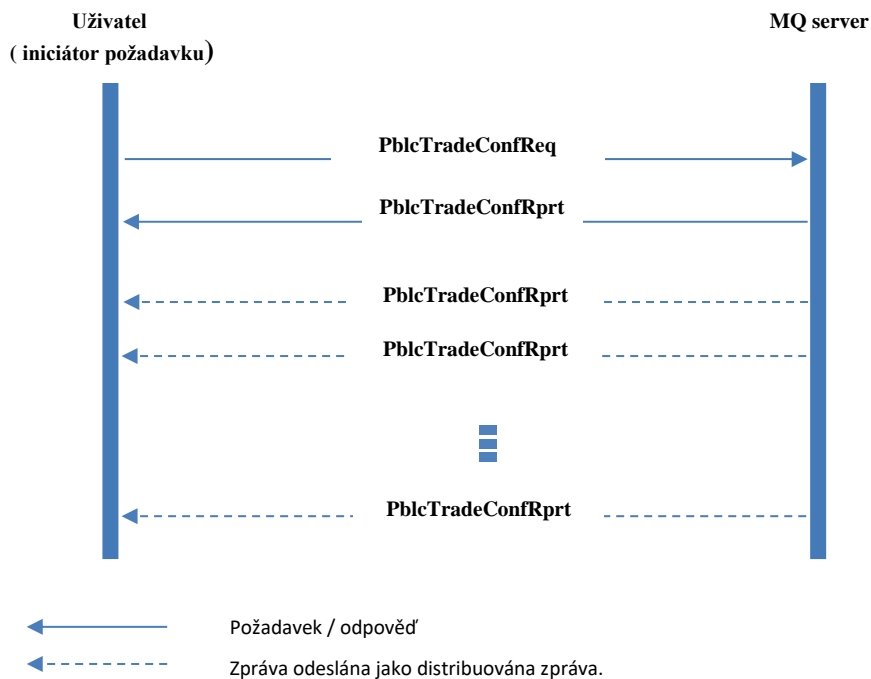 Uživatel
( iniciátor požadavku)
MQ server
PblcTradeConfReq
PblcTradeConfRprt
PblcTradeConfRprt
PblcTradeConfRprt
PblcTradeConfRprt
Požadavek / odpověď
Zpráva odeslána jako distribuována zpráva.